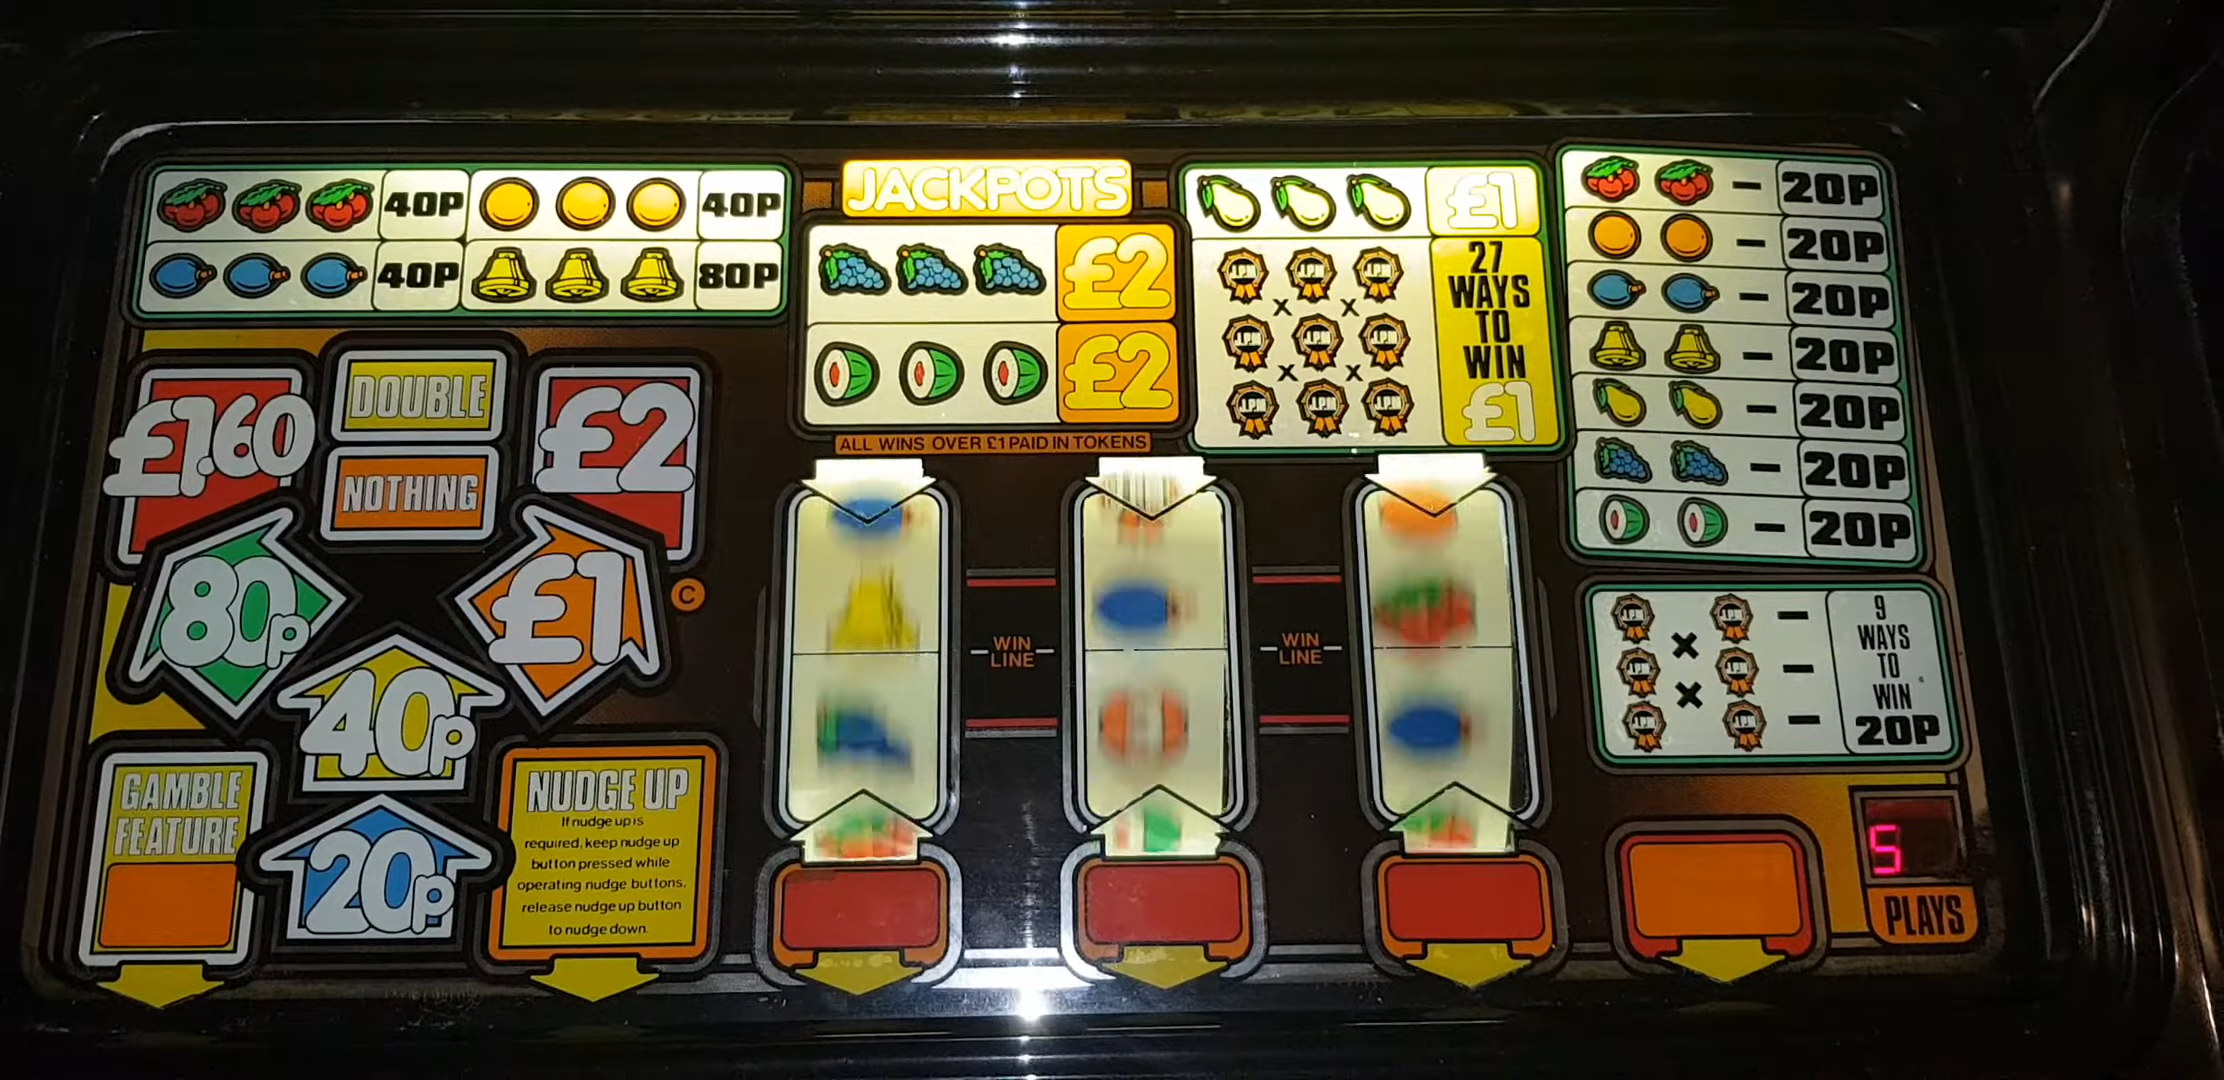 40P
40P
40P
80P
JACKPOTS
£2
£2
ALL WINS OVER £1 PAID IN TOKENS
£1
J.P.M J.P.M J.P.M
x x
J.P.M J.P.M J.P.M
x x
J.P.M J.P.M J.P.M
27
WAYS
TO
WIN
£1
20P
20P
20P
20P
20P
20P
20P
J.P.M J.P.M
x
J.P.M J.P.M
x
J.P.M J.P.M
9
WAYS
TO
WIN
20P
£1.60
DOUBLE
NOTHING
£2
80p
£1
C
40p
20p
GAMBLE
FEATURE
NUDGE UP
If nudge up is
required, keep nudge up
button pressed while
operating nudge buttons,
release nudge up button
to nudge down.
WIN
LINE
WIN
LINE
5
PLAYS